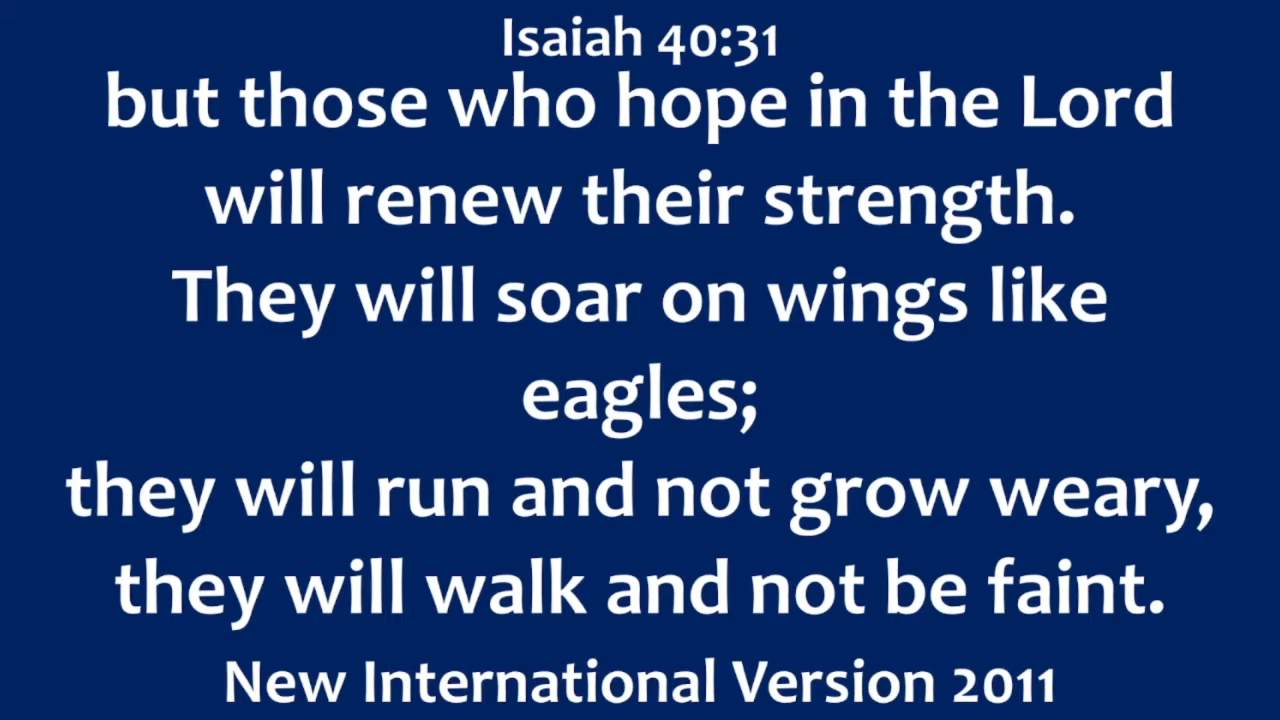 Isaiah 40:31
but those who hope in the Lord
will renew their strength.
They will soar on wings like
eagles;
they will run and not grow weary,
they will walk and not be faint.
New International Version 2011